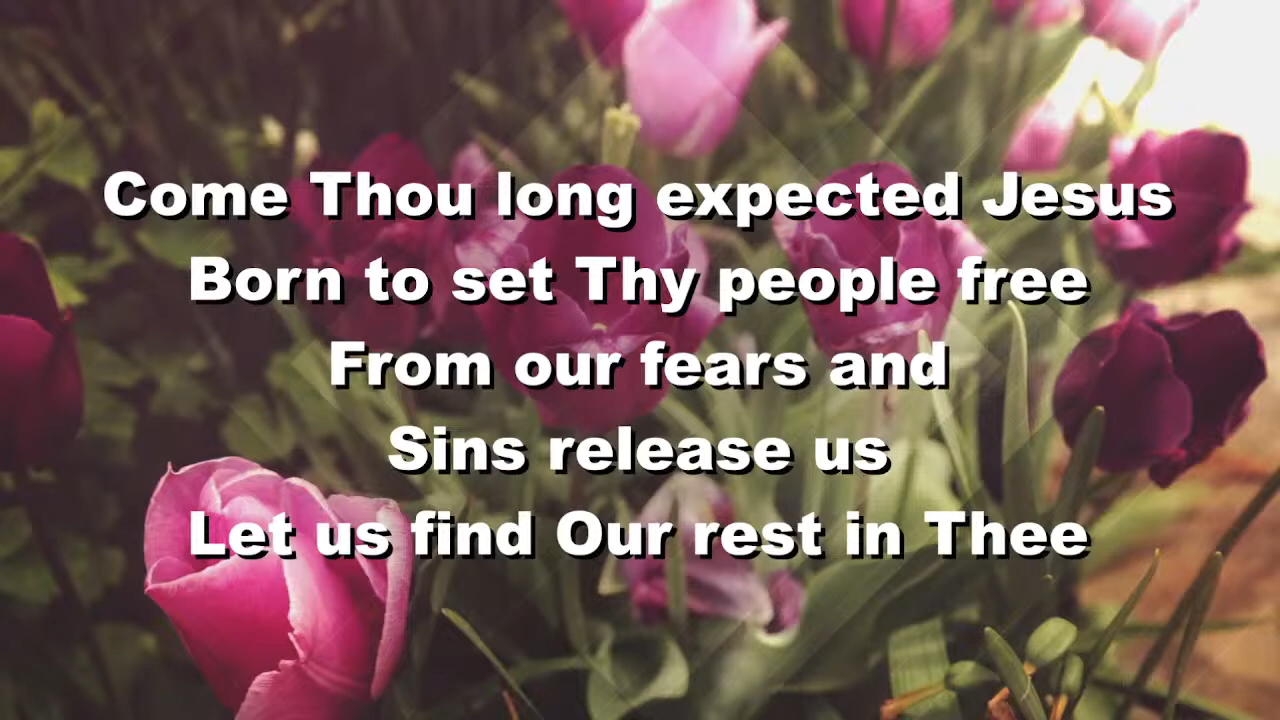 Come Thou long expected Jesus
Born to set Thy people free
From our fears and
Sins release us
Let us find Our rest in Thee